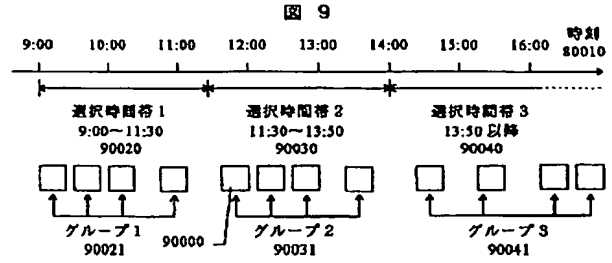 図 9
時刻
9:00 10:00 11:00 12:00 13:00 14:00 15:00 16:00 80010
選択時間帯 1 選択時間帯 2 選択時間帯 3
9:00~11:30 11:30~13:50 13:50 以降
90020 90030 90040
グループ 1 90000 グループ 2 グループ 3
90021 90031 90041